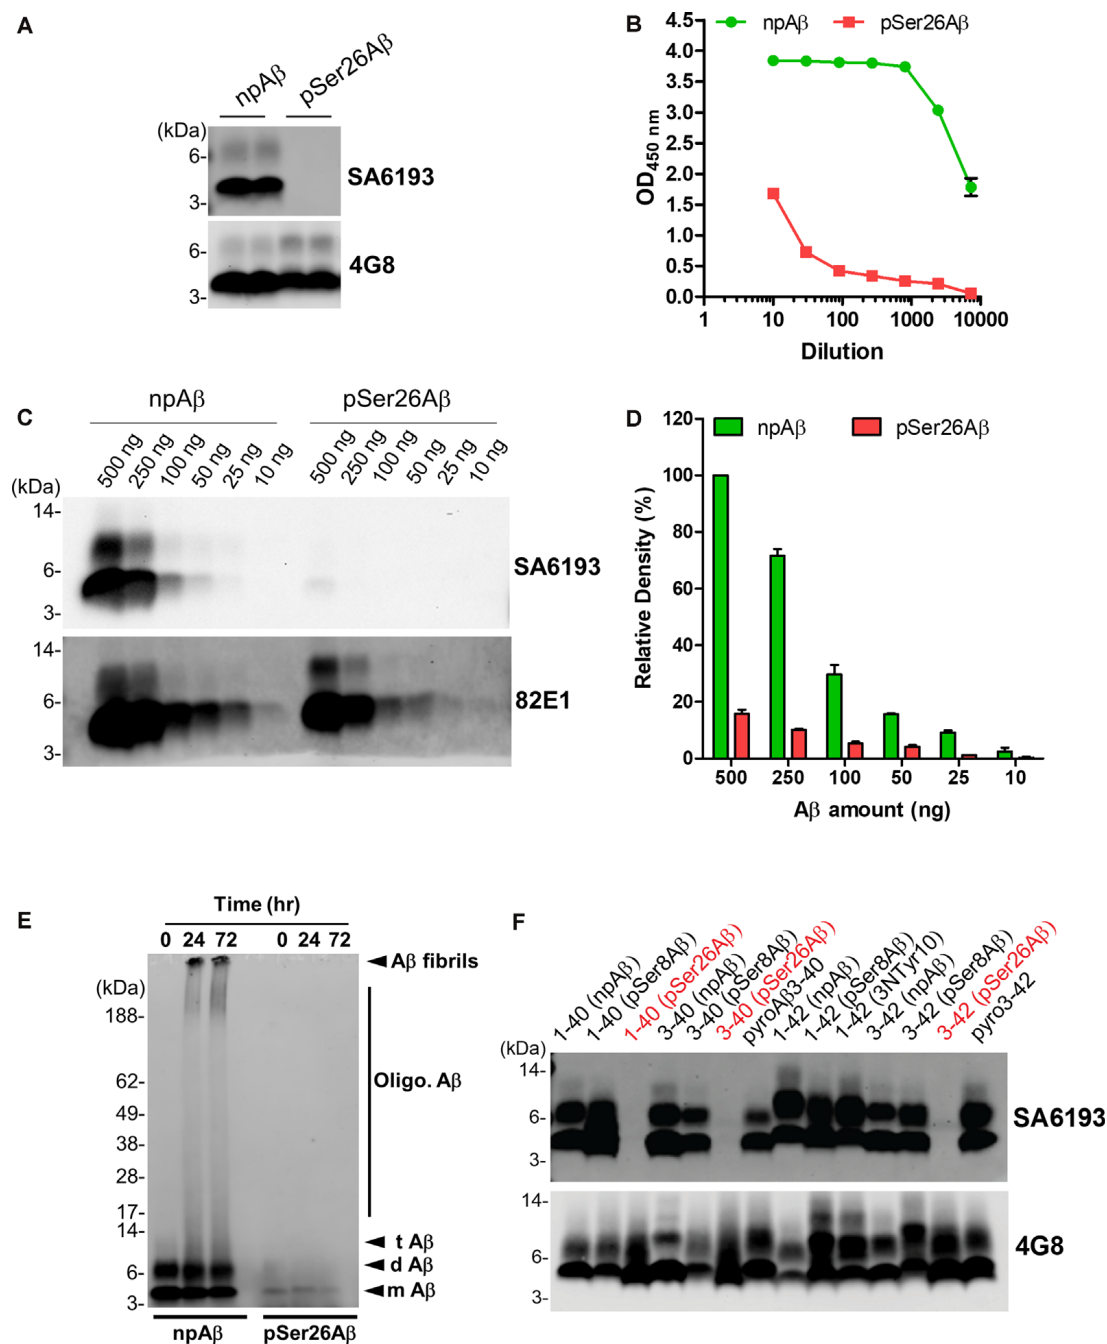 A
npAβ
pSer26Aβ
(kDa)
6-
3-
SA6193
6-
3-
4G8
B
npAβ
pSer26Aβ
4.5
4.0
3.5
3.0
2.5
2.0
1.5
1.0
0.5
0.0
OD450 nm
1
10
100
1000
10000
Dilution
C
npAβ
pSer26Aβ
500 ng
250 ng
100 ng
50 ng
25 ng
10 ng
500 ng
250 ng
100 ng
50 ng
25 ng
10 ng
(kDa)
14-
6-
3-
SA6193
14-
6-
3-
82E1
D
npAβ
pSer26Aβ
120
100
80
60
40
20
0
Relative Density (%)
500
250
100
50
25
10
Aβ amount (ng)
E
Time (hr)
0 24 72 0 24 72
(kDa)
188-
62-
49-
38-
28-
17-
14-
6-
3-
Aβ fibrils
Oligo. Aβ
t Aβ
d Aβ
m Aβ
npAβ
pSer26Aβ
F
1-40 (npAβ)
1-40 (pSer8Aβ)
1-40 (pSer26Aβ)
3-40 (npAβ)
3-40 (pSer8Aβ)
3-40 (pSer26Aβ)
pyroAβ3-40
1-42 (npAβ)
1-42 (pSer8Aβ)
1-42 (3NTyr10)
3-42 (npAβ)
3-42 (pSer8Aβ)
3-42 (pSer26Aβ)
pyro3-42
(kDa)
14-
6-
3-
SA6193
14-
6-
3-
4G8